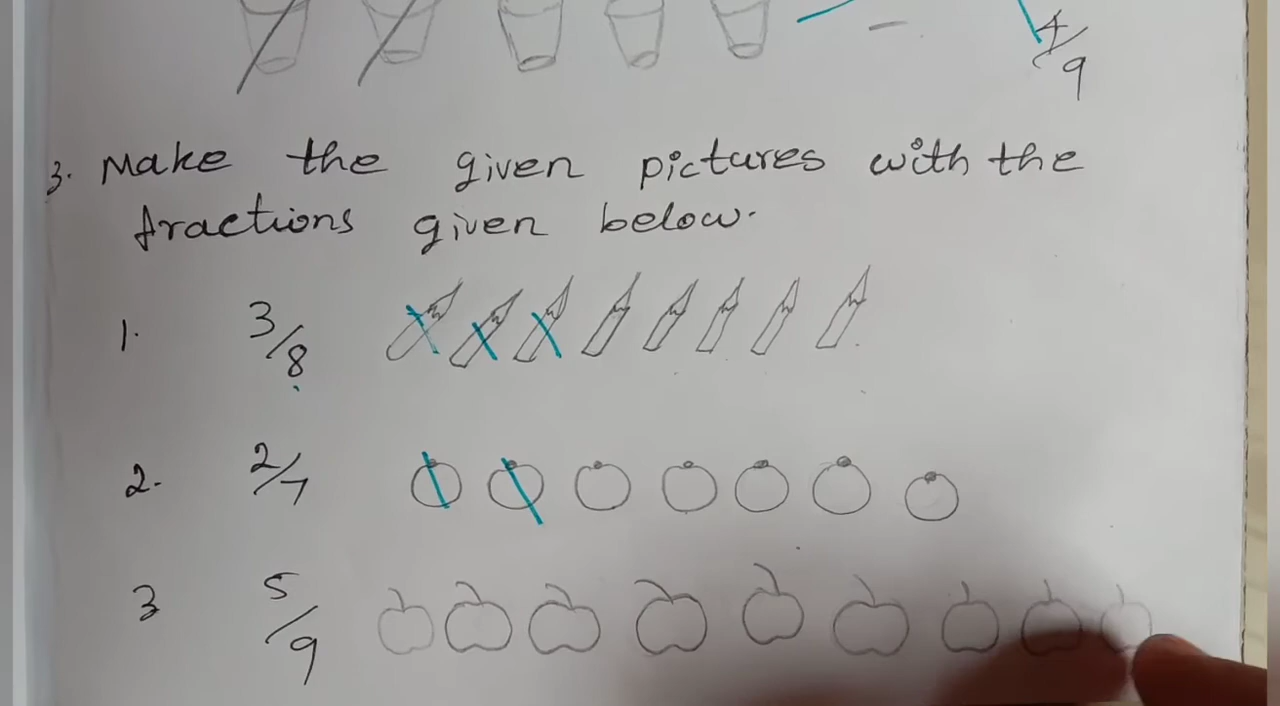 4/9
3. Make the given pictures with the
fractions given below.
1. 3/8
2. 2/7
3 5/9